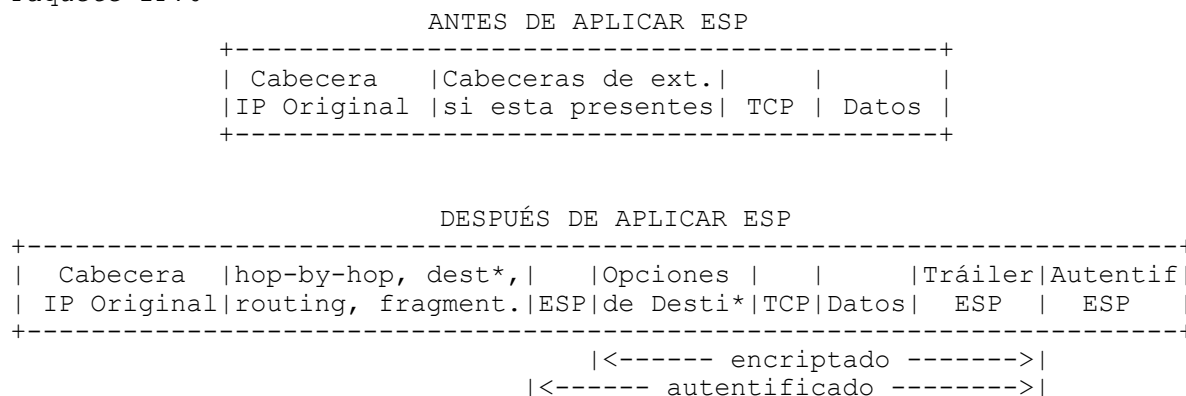 ANTES DE APLICAR ESP
+--------------------------------------------+
| Cabecera   |Cabeceras de ext.|     |       |
|IP Original |si esta presentes| TCP | Datos |
+--------------------------------------------+
DESPUÉS DE APLICAR ESP
+------------------------------------------------------------------------+
|  Cabecera  |hop-by-hop, dest*,|   |Opciones |   |     |Tráiler|Autentif|
| IP Original|routing, fragment.|ESP|de Desti*|TCP|Datos|  ESP  |  ESP   |
+------------------------------------------------------------------------+
|<------ encriptado ------->|
|<------ autentificado -------->|